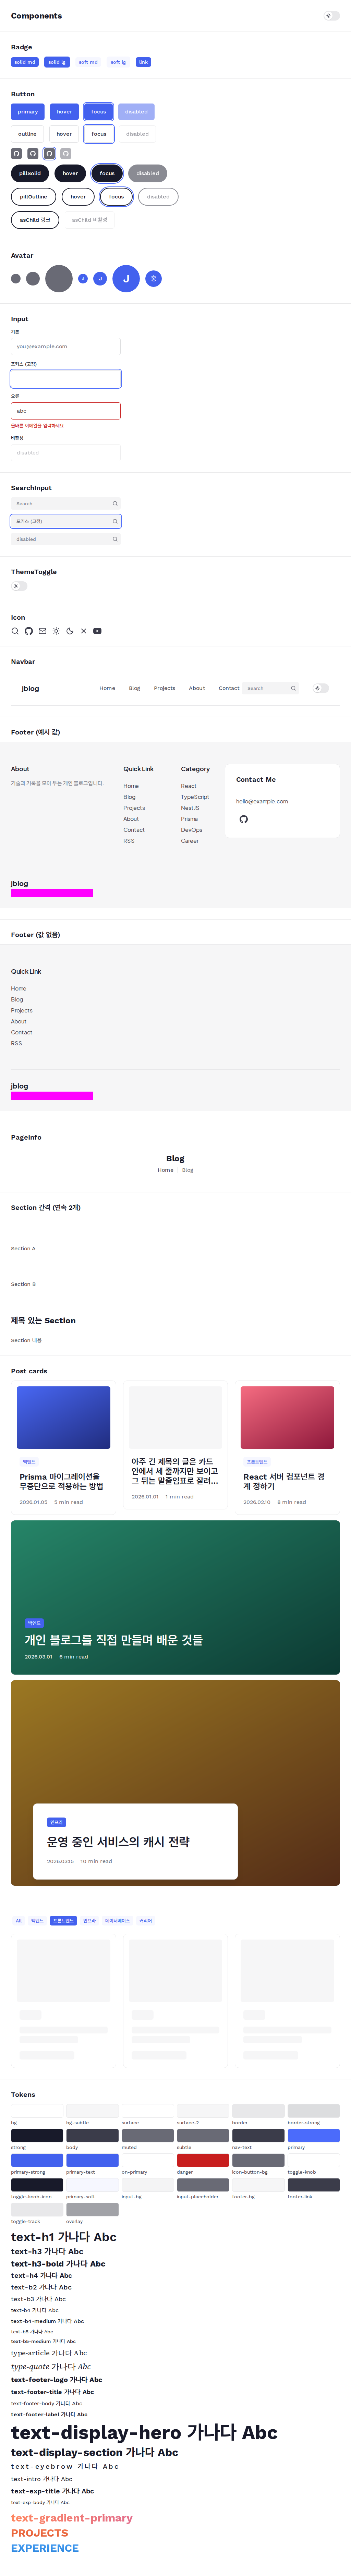 Components
Badge
solid md solid lg soft md soft lg link
Button
primary hover focus disabled
outline hover focus disabled
pillSolid hover focus disabled
pillOutline hover focus disabled
asChild 링크 asChild 비활성
Avatar
J J J 홍
Input
기본
you@example.com
포커스 (고정)
오류
abc
올바른 이메일을 입력하세요
비활성
disabled
SearchInput
Search
포커스 (고정)
disabled
ThemeToggle
Icon
Navbar
jblog Home Blog Projects About Contact Search
Footer (예시 값)
About Quick Link Category Contact Me
기술과 기록을 모아 두는 개인 블로그입니다.
Home React
Blog TypeScript hello@example.com
Projects NestJS
About Prisma
Contact DevOps
RSS Career
jblog
Footer (값 없음)
Quick Link
Home
Blog
Projects
About
Contact
RSS
jblog
PageInfo
Blog
Home Blog
Section 간격 (연속 2개)
Section A
Section B
제목 있는 Section
Section 내용
Post cards
백엔드
Prisma 마이그레이션을
무중단으로 적용하는 방법
2026.01.05 5 min read
아주 긴 제목의 글은 카드
안에서 세 줄까지만 보이고
그 뒤는 말줄임표로 잘려...
2026.01.01 1 min read
프론트엔드
React 서버 컴포넌트 경
계 정하기
2026.02.10 8 min read
백엔드
개인 블로그를 직접 만들며 배운 것들
2026.03.01 6 min read
인프라
운영 중인 서비스의 캐시 전략
2026.03.15 10 min read
All 백엔드 프론트엔드 인프라 데이터베이스 커리어
Tokens
bg bg-subtle surface surface-2 border border-strong
strong body muted subtle nav-text primary
primary-strong primary-text on-primary danger icon-button-bg toggle-knob
toggle-knob-icon primary-soft input-bg input-placeholder footer-bg footer-link
toggle-track overlay
text-h1 가나다 Abc
text-h3 가나다 Abc
text-h3-bold 가나다 Abc
text-h4 가나다 Abc
text-b2 가나다 Abc
text-b3 가나다 Abc
text-b4 가나다 Abc
text-b4-medium 가나다 Abc
text-b5 가나다 Abc
text-b5-medium 가나다 Abc
type-article 가나다 Abc
type-quote 가나다 Abc
text-footer-logo 가나다 Abc
text-footer-title 가나다 Abc
text-footer-body 가나다 Abc
text-footer-label 가나다 Abc
text-display-hero 가나다 Abc
text-display-section 가나다 Abc
text-eyebrow 가나다 Abc
text-intro 가나다 Abc
text-exp-title 가나다 Abc
text-exp-body 가나다 Abc
text-gradient-primary
PROJECTS
EXPERIENCE